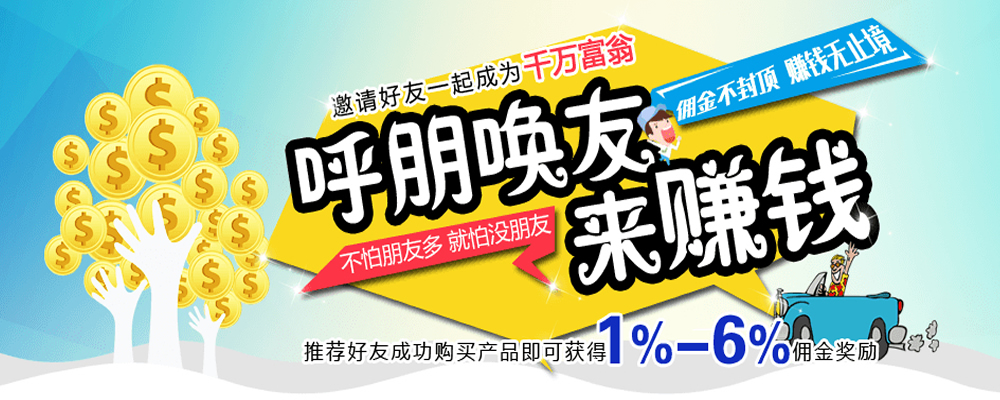 邀请好友一起成为千万富翁
佣金不封顶 赚钱无止境
呼朋唤友
来赚钱
不怕朋友多 就怕没朋友
推荐好友成功购买产品即可获得1%-6%佣金奖励